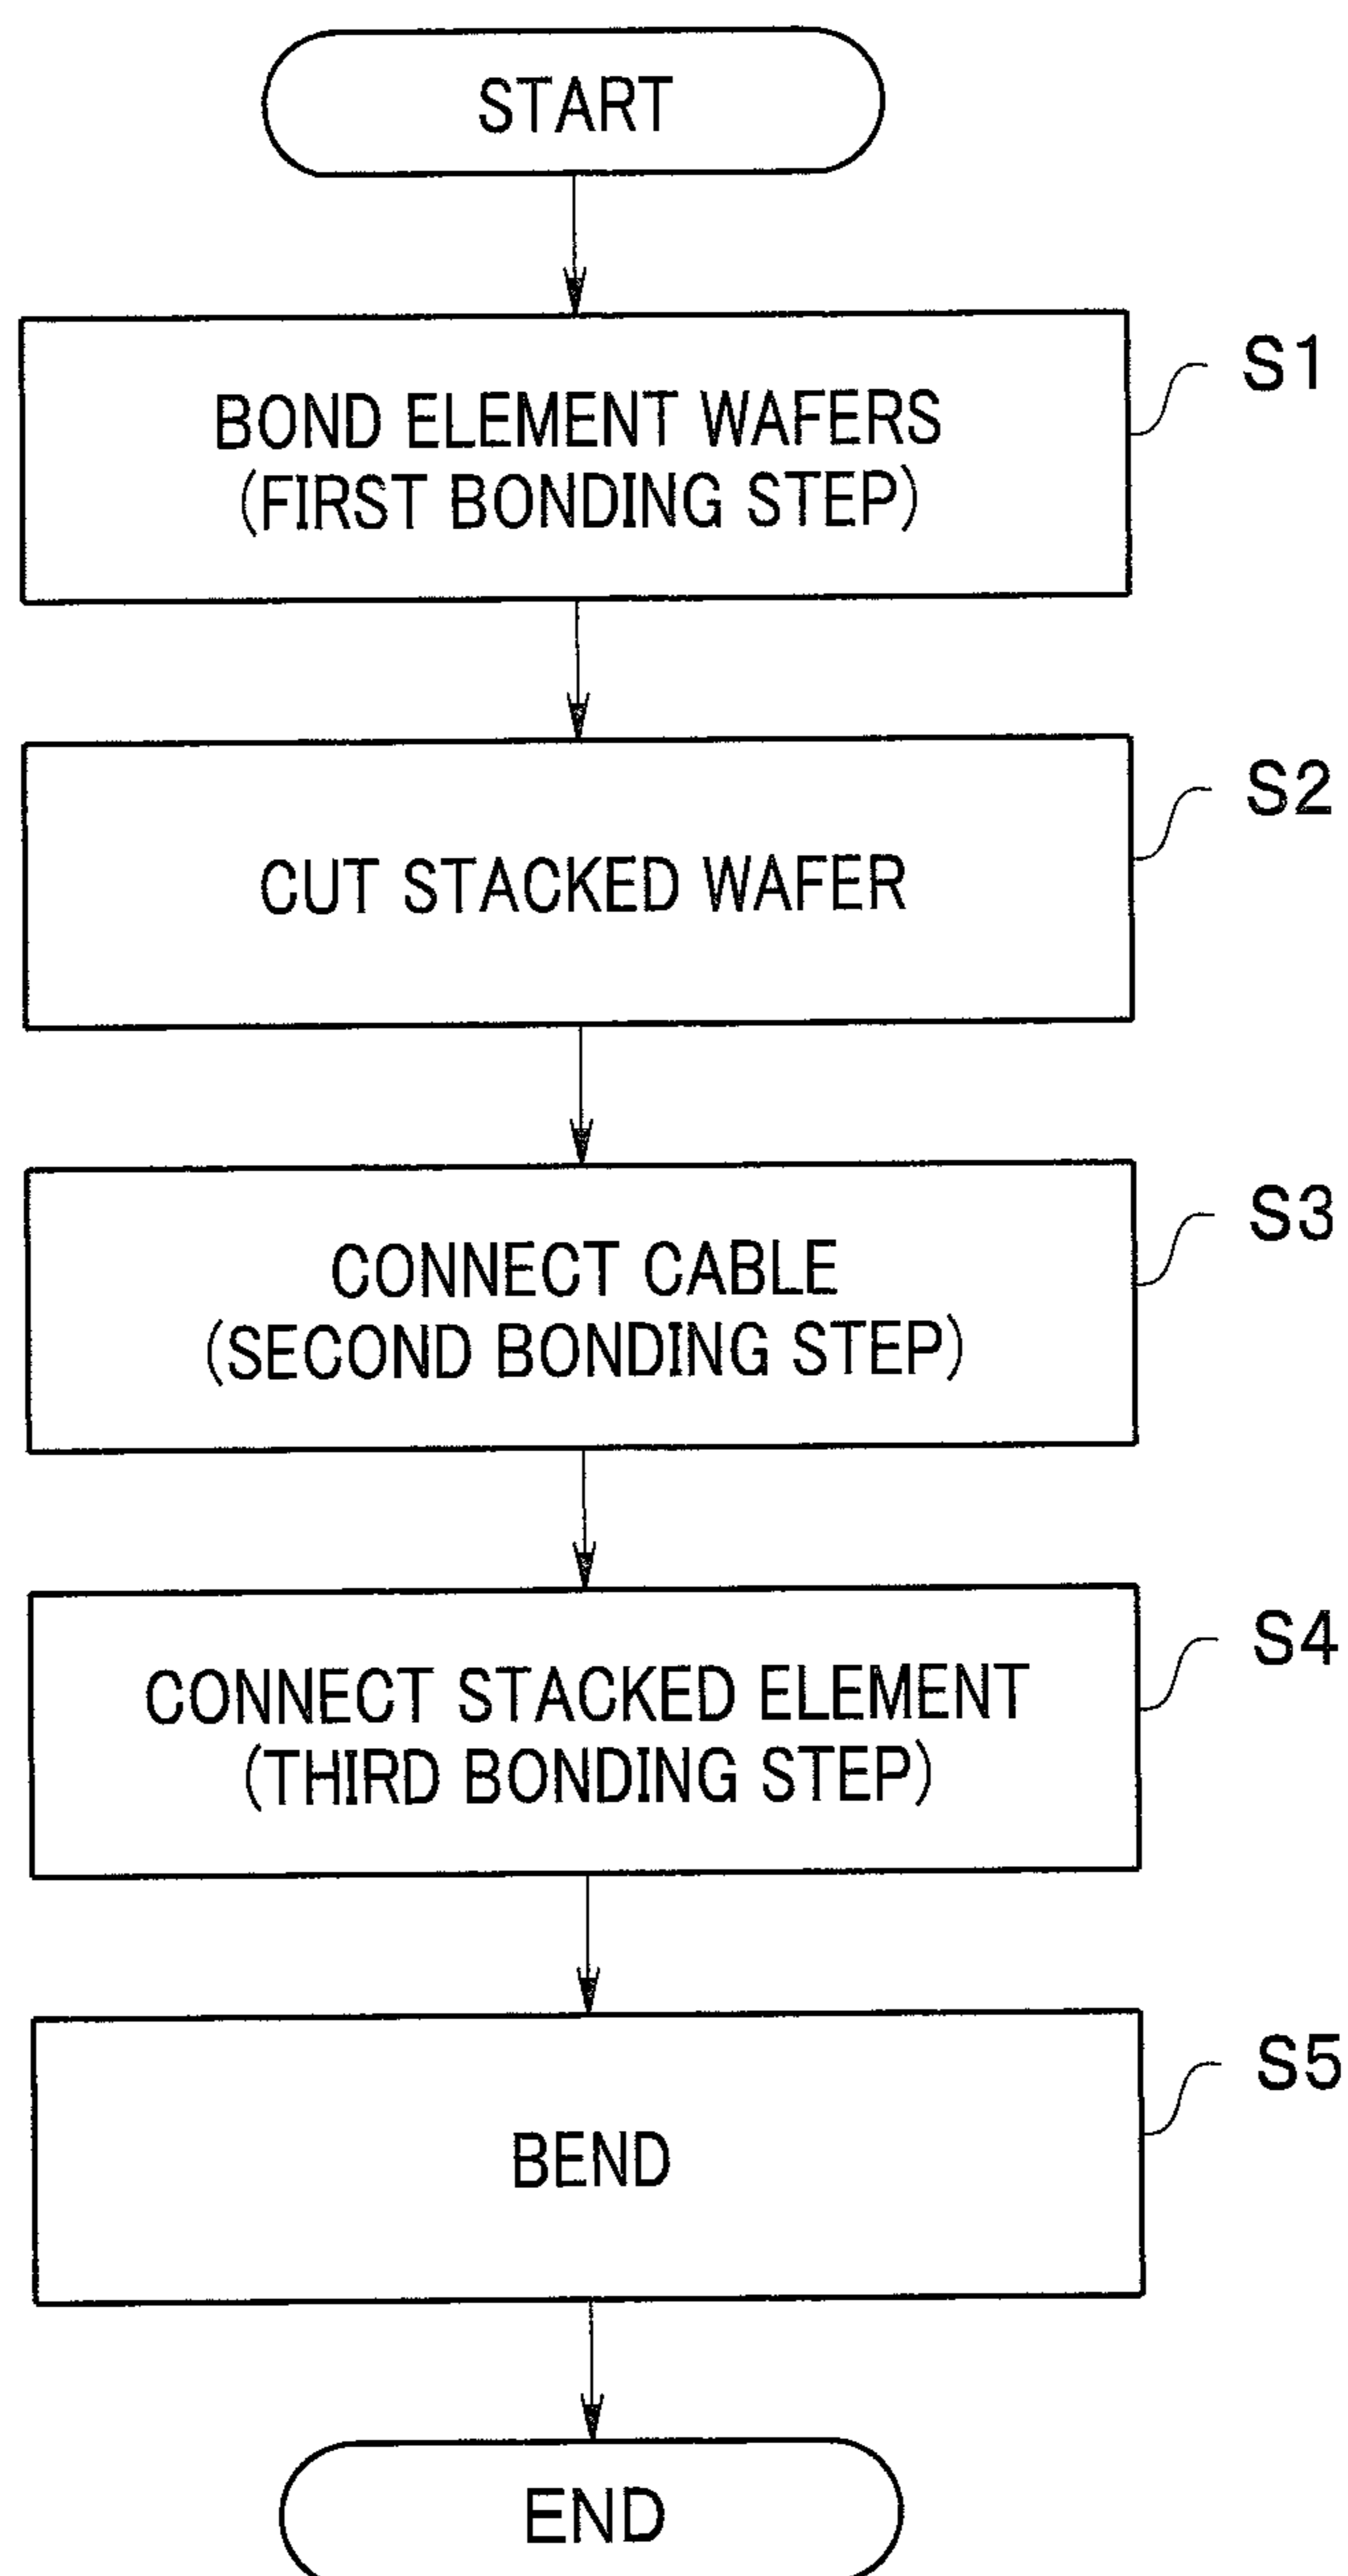 START
BOND ELEMENT WAFERS
(FIRST BONDING STEP)
S1
CUT STACKED WAFER
S2
CONNECT CABLE
(SECOND BONDING STEP)
S3
CONNECT STACKED ELEMENT
(THIRD BONDING STEP)
S4
BEND
S5
END